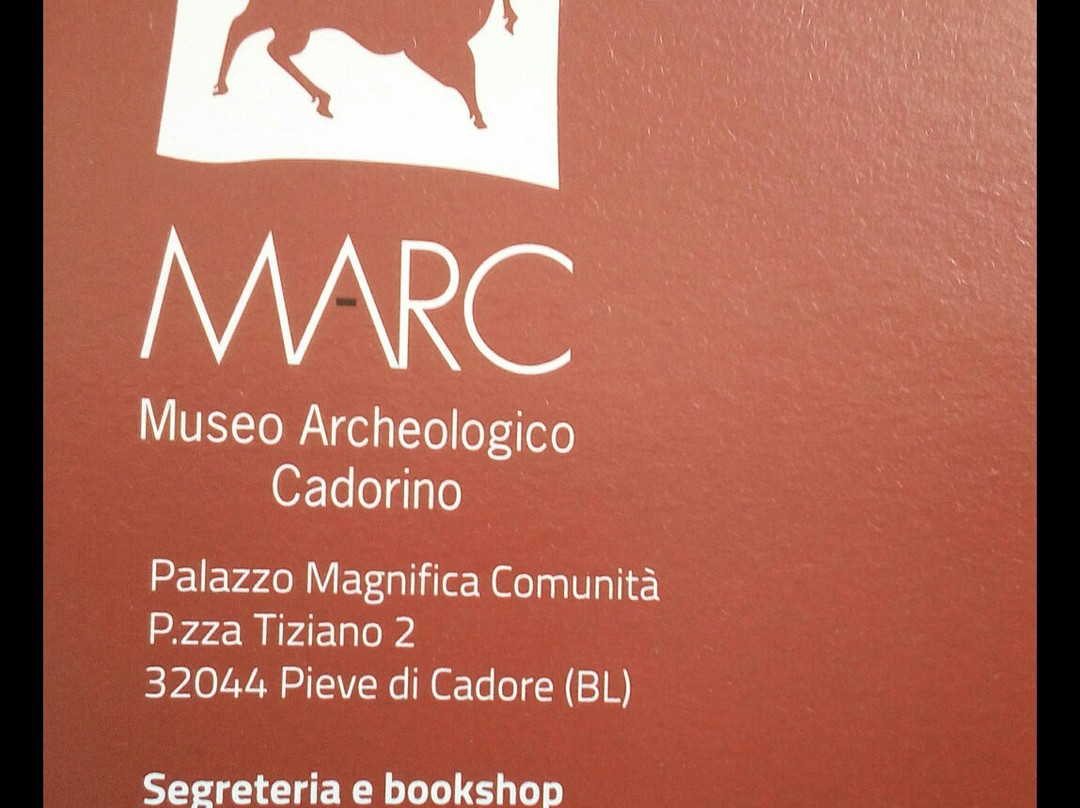 MARC
Museo Archeologico
Cadorino
Palazzo Magnifica Comunità
P.zza Tiziano 2
32044 Pieve di Cadore (BL)
Segreteria e bookshop